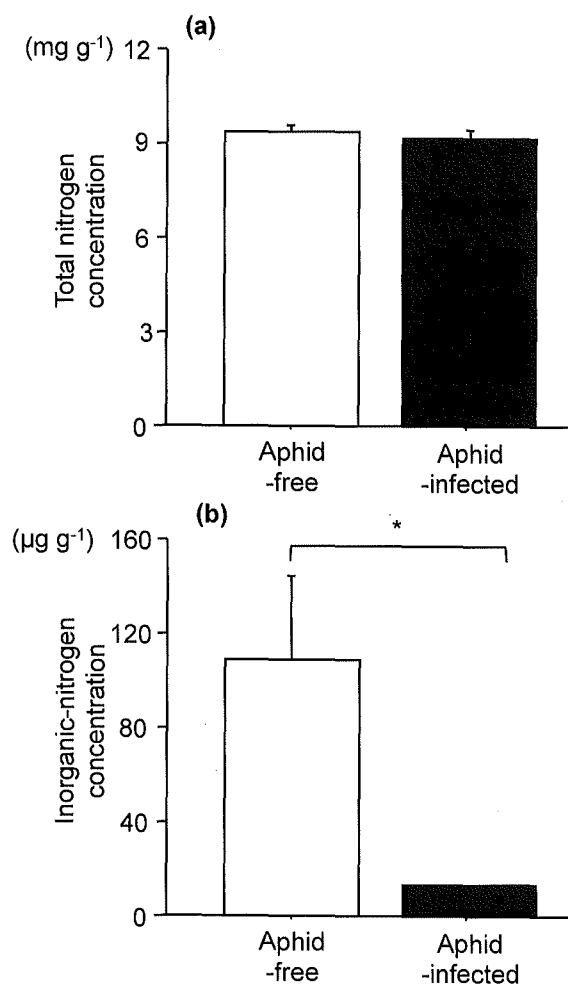 (a)
(mg g-1)
12
9
6
3
0
Total nitrogen
concentration
Aphid
-free
Aphid
-infected
(b)
(µg g-1)
160
120
80
40
0
Inorganic-nitrogen
concentration
*
Aphid
-free
Aphid
-infected